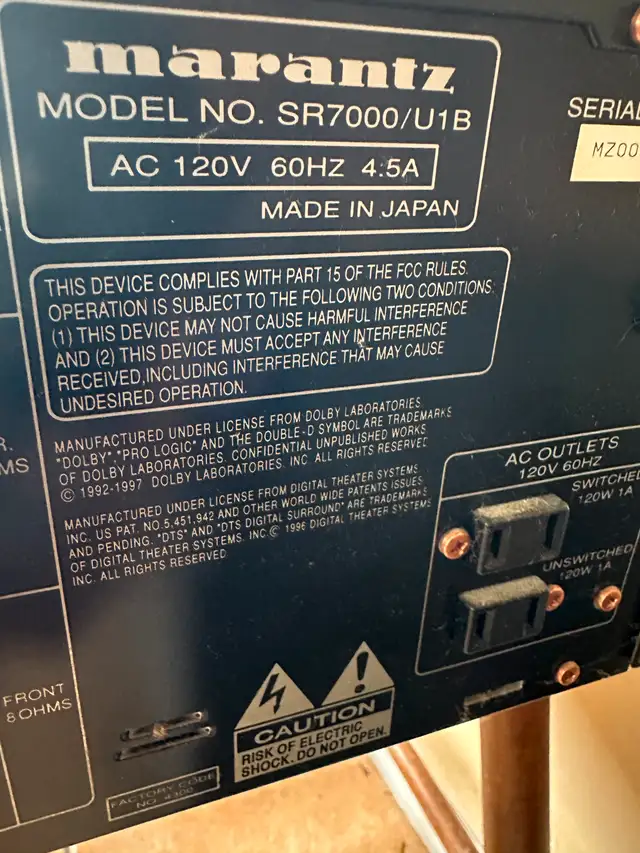 marantz
MODEL NO. SR7000/U1B
AC 120V 60HZ 4.5A
MADE IN JAPAN
SERIAL
MZ00
THIS DEVICE COMPLIES WITH PART 15 OF THE FCC RULES.
OPERATION IS SUBJECT TO THE FOLLOWING TWO CONDITIONS:
(1) THIS DEVICE MAY NOT CAUSE HARMFUL INTERFERENCE
AND (2) THIS DEVICE MUST ACCEPT ANY INTERFERENCE
RECEIVED,INCLUDING INTERFERENCE THAT MAY CAUSE
UNDESIRED OPERATION.
MANUFACTURED UNDER LICENSE FROM DOLBY LABORATORIES.
"DOLBY","PRO LOGIC" AND THE DOUBLE-D SYMBOL ARE TRADEMARKS
OF DOLBY LABORATORIES. CONFIDENTIAL UNPUBLISHED WORKS
© 1992-1997 DOLBY LABORATORIES. INC. ALL RIGHTS RESERVED
MANUFACTURED UNDER LICENSE FROM DIGITAL THEATER SYSTEMS
INC. US PAT. NO.5,451,942 AND OTHER WORLD WIDE PATENTS ISSUES
AND PENDING. "DTS" AND "DTS DIGITAL SURROUND" ARE TRADEMARKS
OF DIGITAL THEATER SYSTEMS. INC.© 1996 DIGITAL THEATER SYSTEMS
INC. ALL RIGHTS RESERVED.
R.
MS
AC OUTLETS
120V 60HZ
SWITCHED
120W 1A
UNSWITCHED
120W 1A
FRONT
8 OHMS
CAUTION
RISK OF ELECTRIC
SHOCK. DO NOT OPEN.
FACTORY CODE
NO. 4300